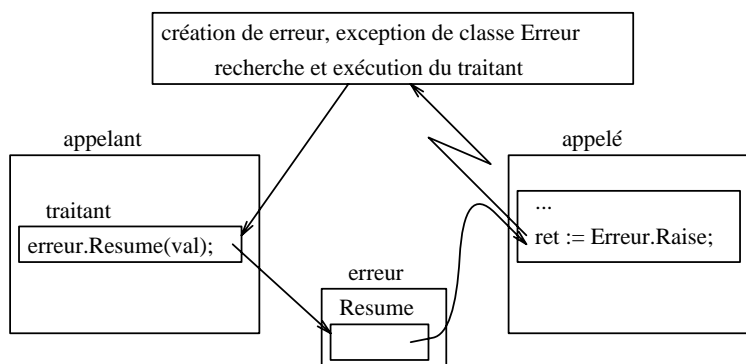 création de erreur, exception de classe Erreur
recherche et exécution du traitant
appelant
appelé
traitant
erreur.Resume(val);
...
ret := Erreur.Raise;
erreur
Resume